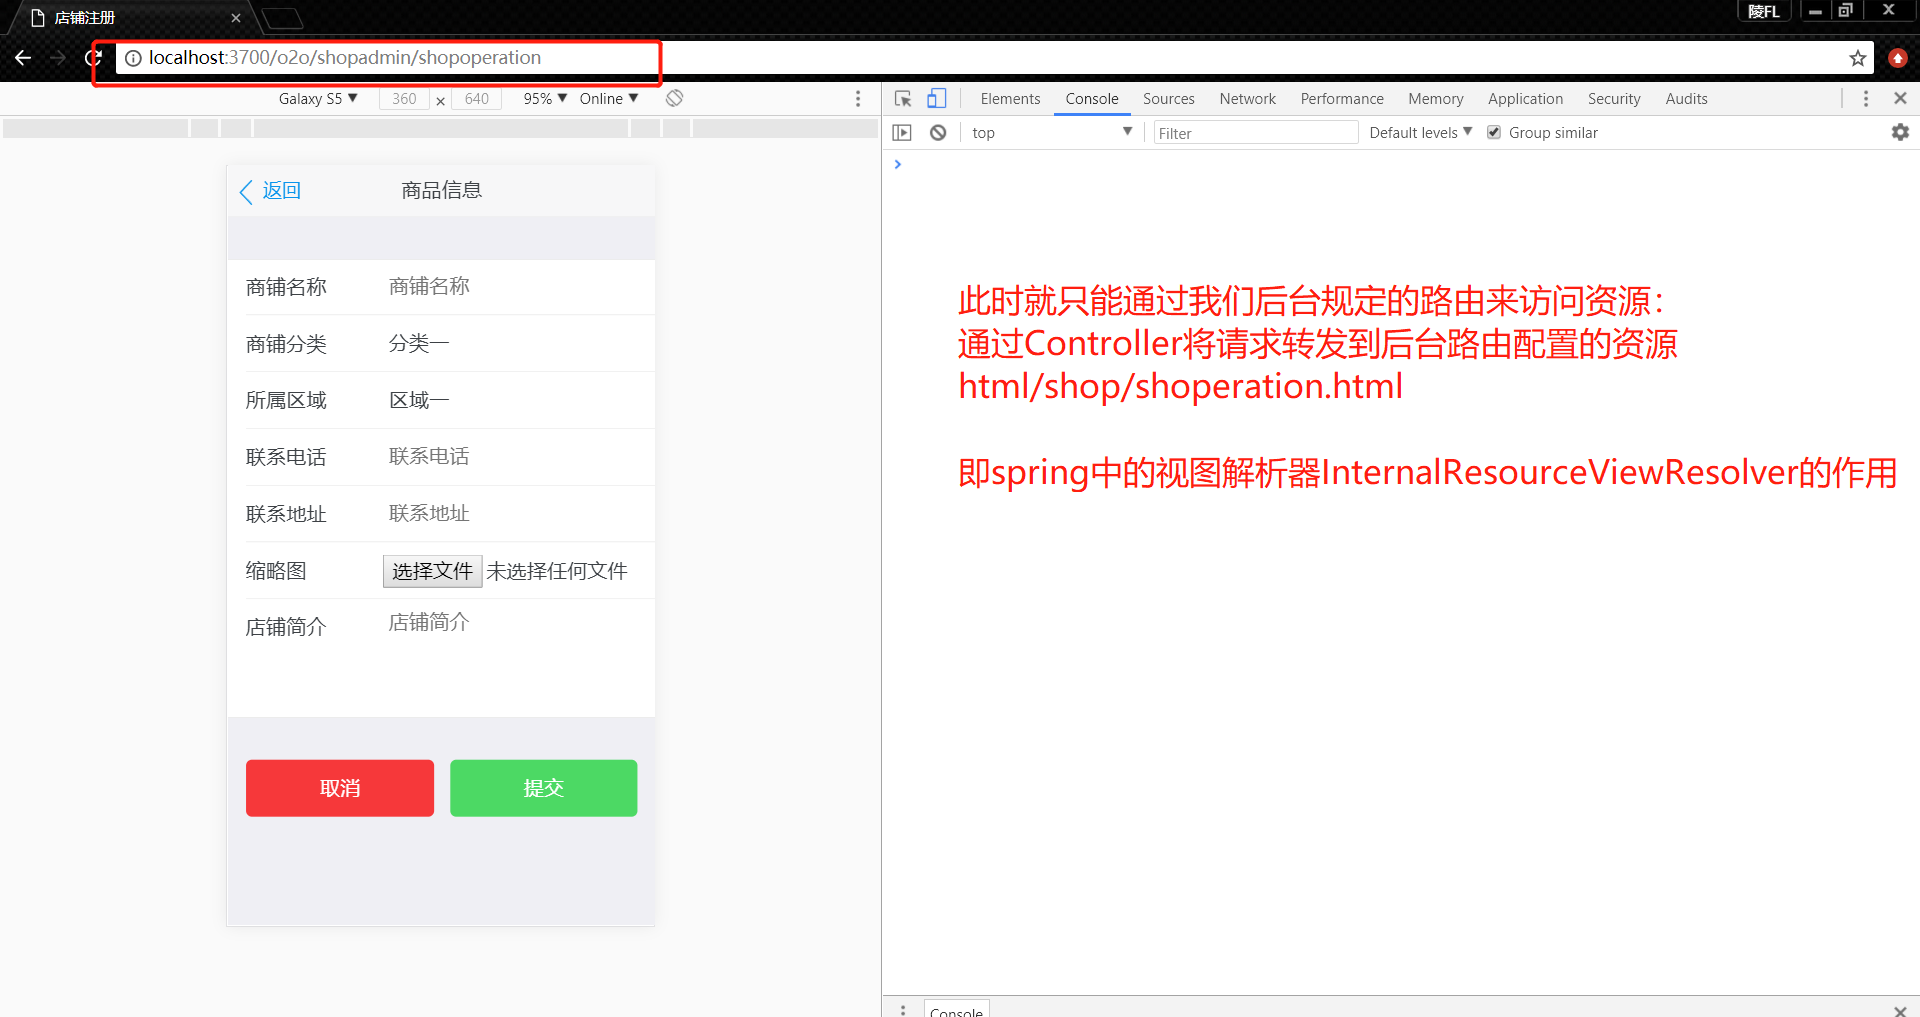 店铺注册
陵FL
localhost:3700/o2o/shopadmin/shopoperation
Galaxy S5 360 × 640 95% Online
Elements Console Sources Network Performance Memory Application Security Audits
top Filter Default levels Group similar
返回 商品信息
商铺名称 商铺名称
商铺分类 分类一
所属区域 区域一
联系电话 联系电话
联系地址 联系地址
缩略图 选择文件 未选择任何文件
店铺简介 店铺简介
取消 提交
此时就只能通过我们后台规定的路由来访问资源：
通过Controller将请求转发到后台路由配置的资源
html/shop/shoperation.html
即spring中的视图解析器InternalResourceViewResolver的作用
Console